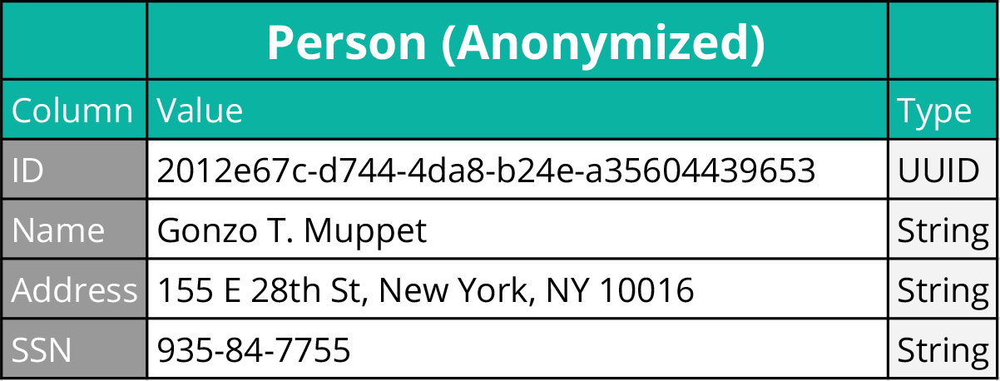 Person (Anonymized)
Column Value Type
ID 2012e67c-d744-4da8-b24e-a35604439653 UUID
Name Gonzo T. Muppet String
Address 155 E 28th St, New York, NY 10016 String
SSN 935-84-7755 String